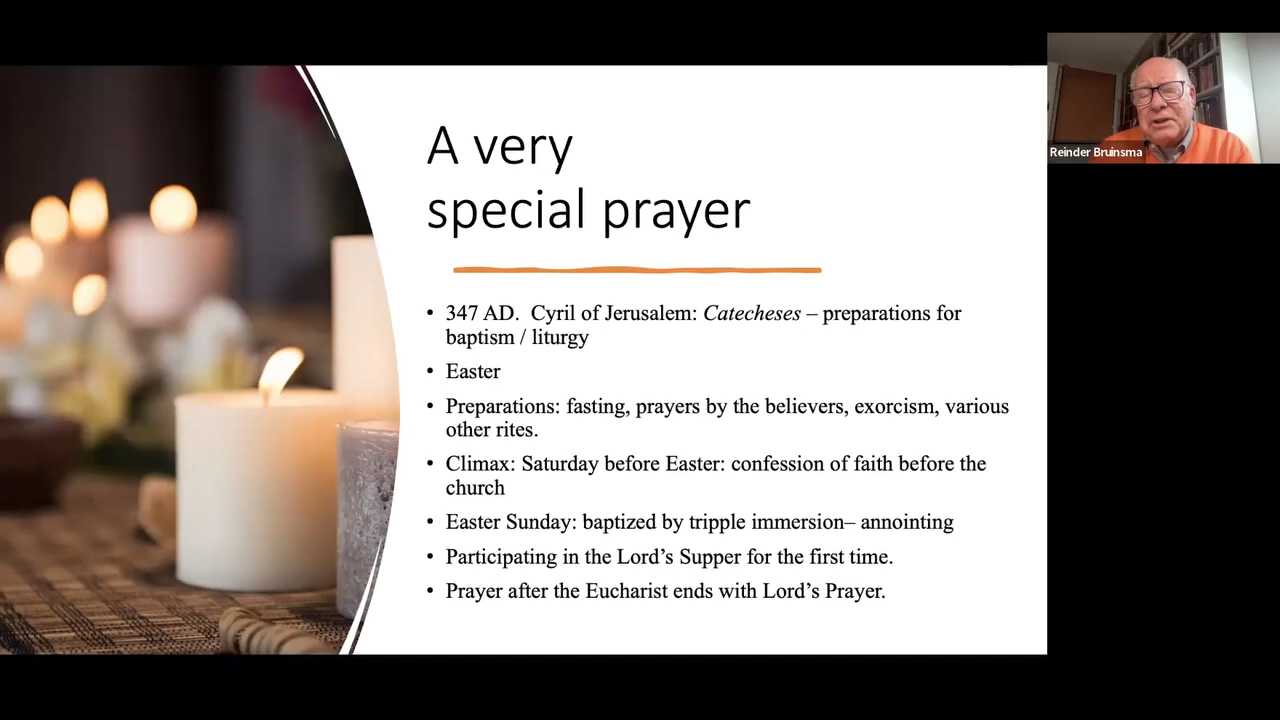 A very
special prayer
• 347 AD.  Cyril of Jerusalem: Catecheses – preparations for
baptism / liturgy
• Easter
• Preparations: fasting, prayers by the believers, exorcism, various
other rites.
• Climax: Saturday before Easter: confession of faith before the
church
• Easter Sunday: baptized by tripple immersion– annointing
• Participating in the Lord’s Supper for the first time.
• Prayer after the Eucharist ends with Lord’s Prayer.
Reinder Bruinsma